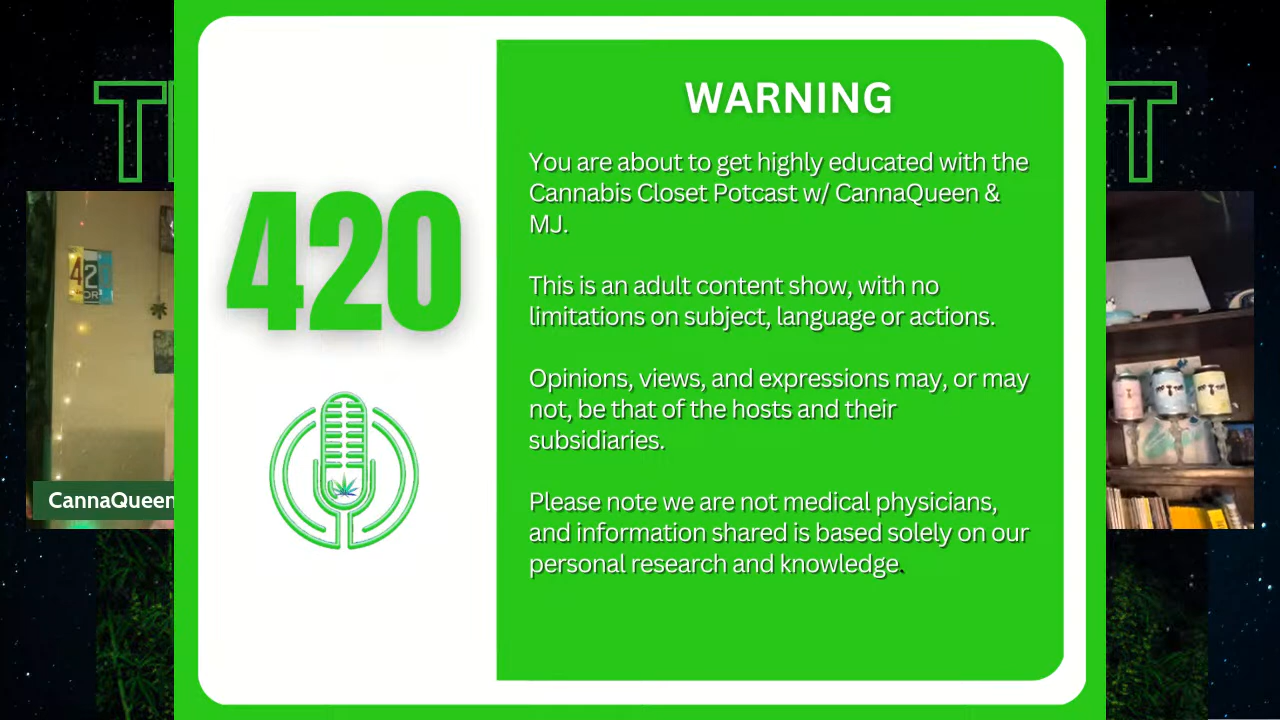 WARNING
You are about to get highly educated with the
Cannabis Closet Potcast w/ CannaQueen &
MJ.
This is an adult content show, with no
limitations on subject, language or actions.
Opinions, views, and expressions may, or may
not, be that of the hosts and their
subsidiaries.
Please note we are not medical physicians,
and information shared is based solely on our
personal research and knowledge.
420
T
T
42
OR
CannaQueen